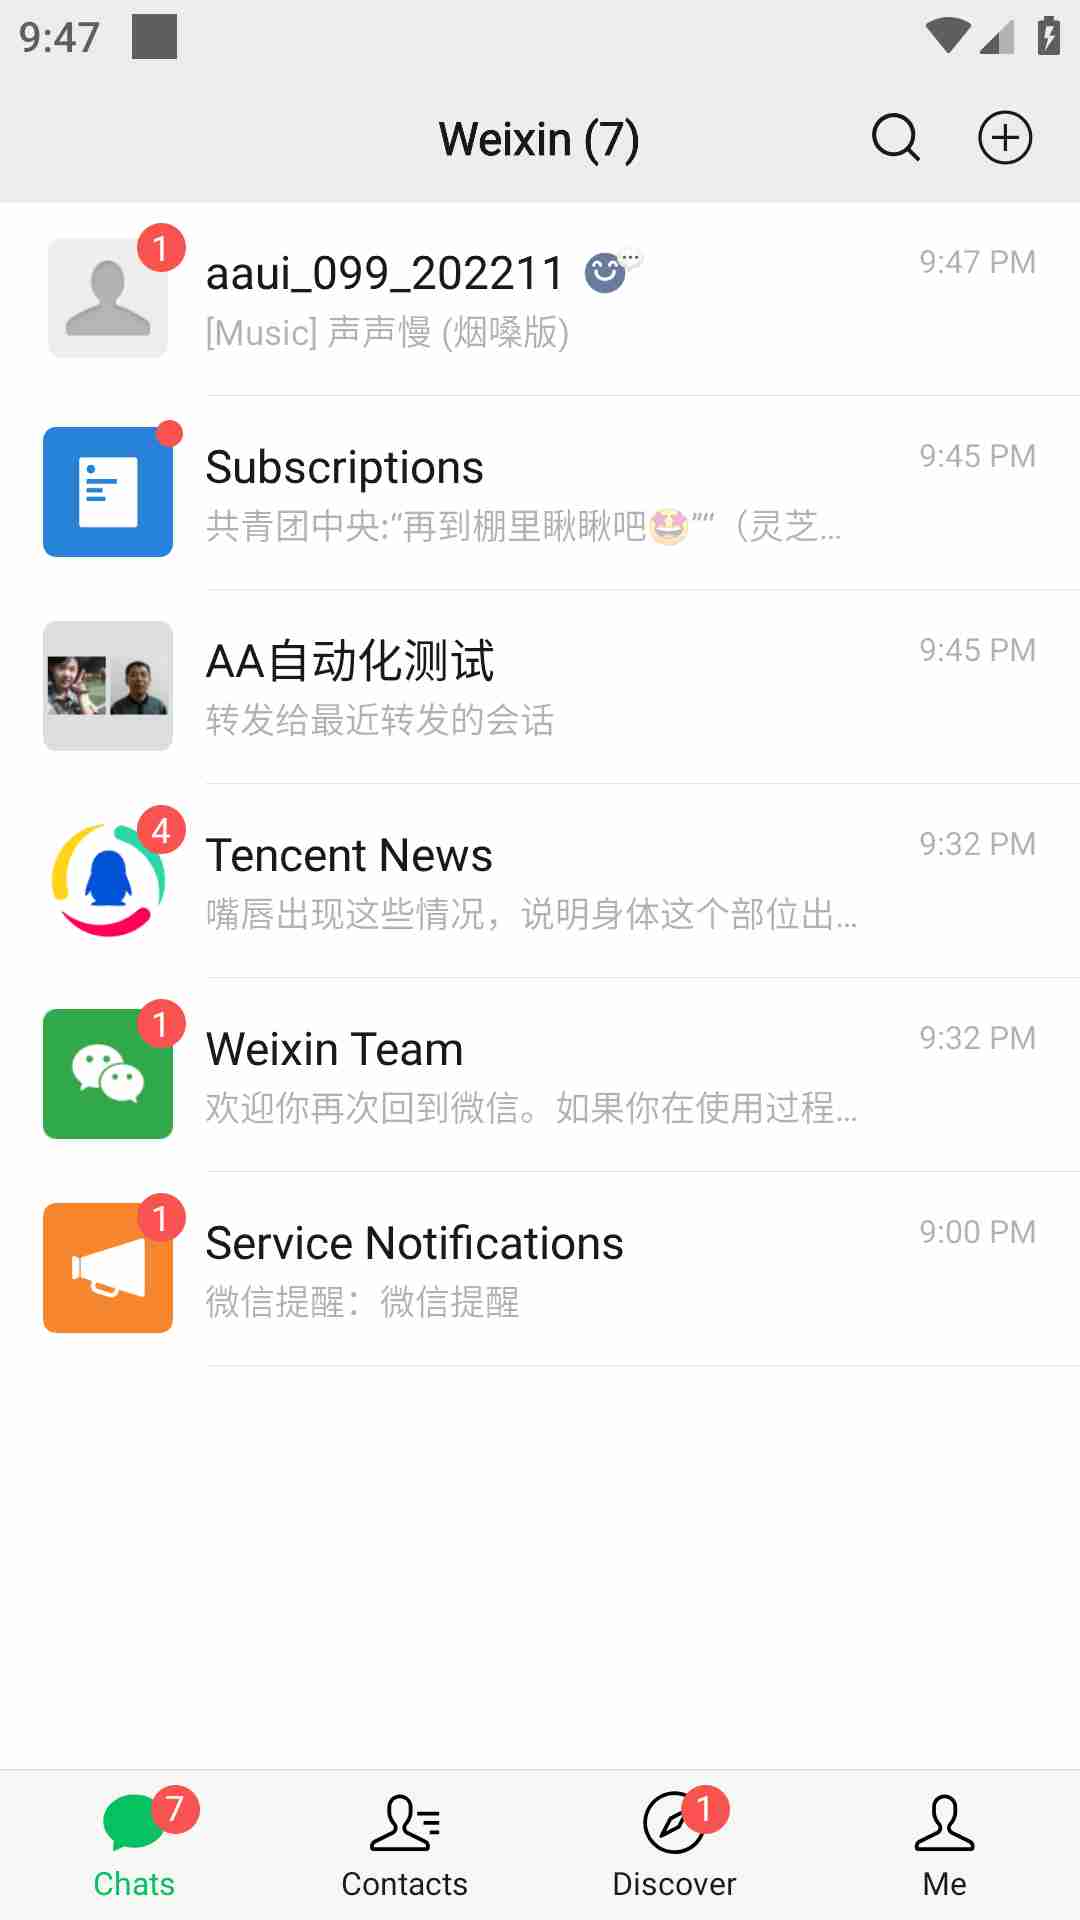 9:47
Weixin (7)
1
aaui_099_202211
9:47 PM
[Music] 声声慢 (烟嗓版)
Subscriptions
9:45 PM
共青团中央:“再到棚里瞅瞅吧🤩”“（灵芝...
AA自动化测试
9:45 PM
转发给最近转发的会话
4
Tencent News
9:32 PM
嘴唇出现这些情况，说明身体这个部位出...
1
Weixin Team
9:32 PM
欢迎你再次回到微信。如果你在使用过程...
1
Service Notifications
9:00 PM
微信提醒：微信提醒
7
1
Chats
Contacts
Discover
Me